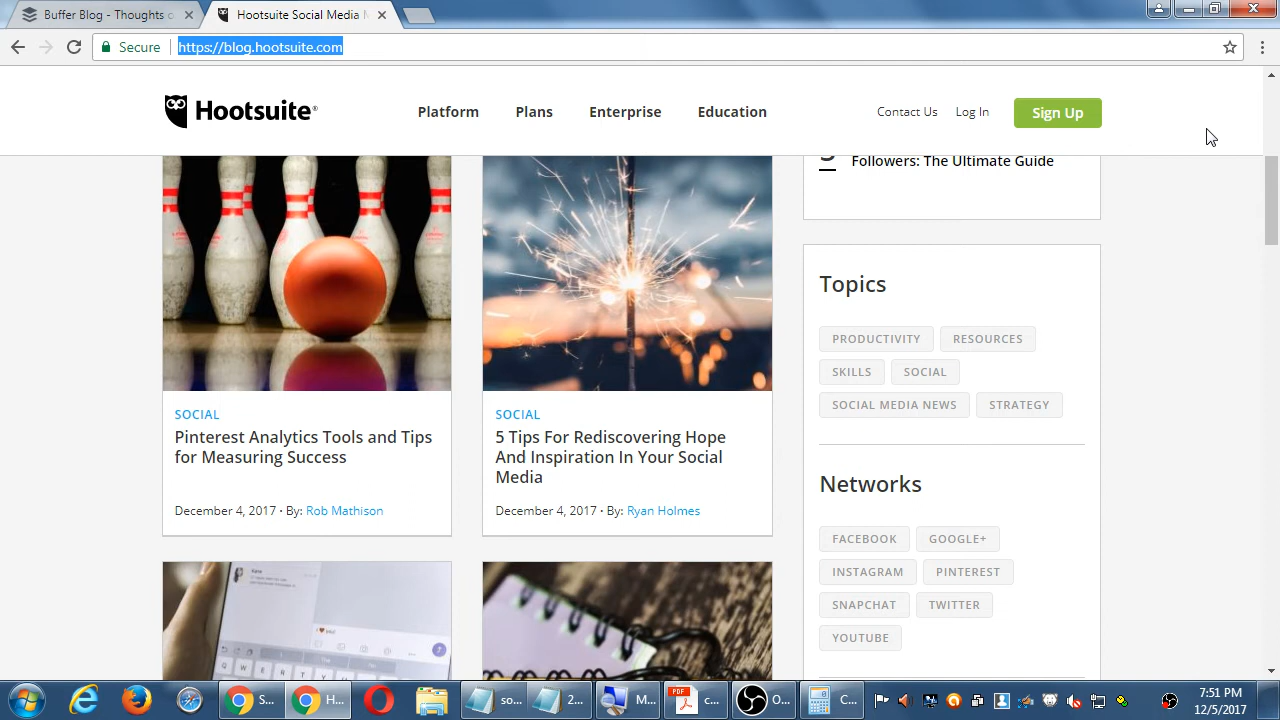 Buffer Blog - Thoughts
Hootsuite Social Media
Secure
https://blog.hootsuite.com
Hootsuite®
Platform
Plans
Enterprise
Education
Contact Us
Log In
Sign Up
Followers: The Ultimate Guide
SOCIAL
Pinterest Analytics Tools and Tips
for Measuring Success
December 4, 2017 · By: Rob Mathison
SOCIAL
5 Tips For Rediscovering Hope
And Inspiration In Your Social
Media
December 4, 2017 · By: Ryan Holmes
Topics
PRODUCTIVITY
RESOURCES
SKILLS
SOCIAL
SOCIAL MEDIA NEWS
STRATEGY
Networks
FACEBOOK
GOOGLE+
INSTAGRAM
PINTEREST
SNAPCHAT
TWITTER
YOUTUBE
S...
H...
so...
2...
M...
PDF
c...
O...
C...
7:51 PM
12/5/2017